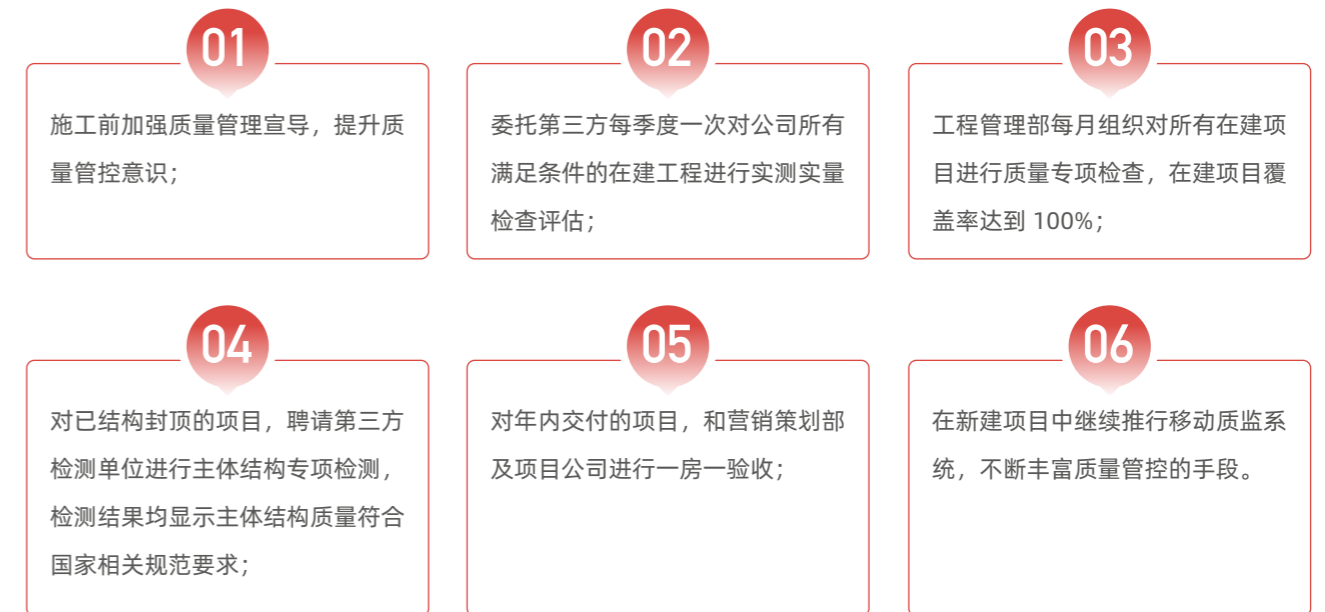 01
施工前加强质量管理宣导，提升质
量管控意识；
02
委托第三方每季度一次对公司所有
满足条件的在建工程进行实测实量
检查评估；
03
工程管理部每月组织对所有在建项
目进行质量专项检查，在建项目覆
盖率达到 100%；
04
对已结构封顶的项目，聘请第三方
检测单位进行主体结构专项检测，
检测结果均显示主体结构质量符合
国家相关规范要求；
05
对年内交付的项目，和营销策划部
及项目公司进行一房一验收；
06
在新建项目中继续推行移动质监系
统，不断丰富质量管控的手段。